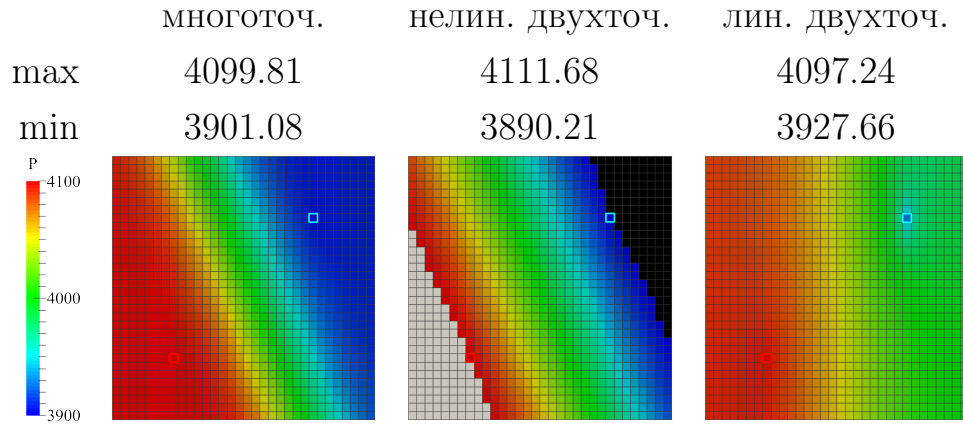 многоточ. нелин. двухточ. лин. двухточ.
max 4099.81 4111.68 4097.24
min 3901.08 3890.21 3927.66
P
4100
4000
3900